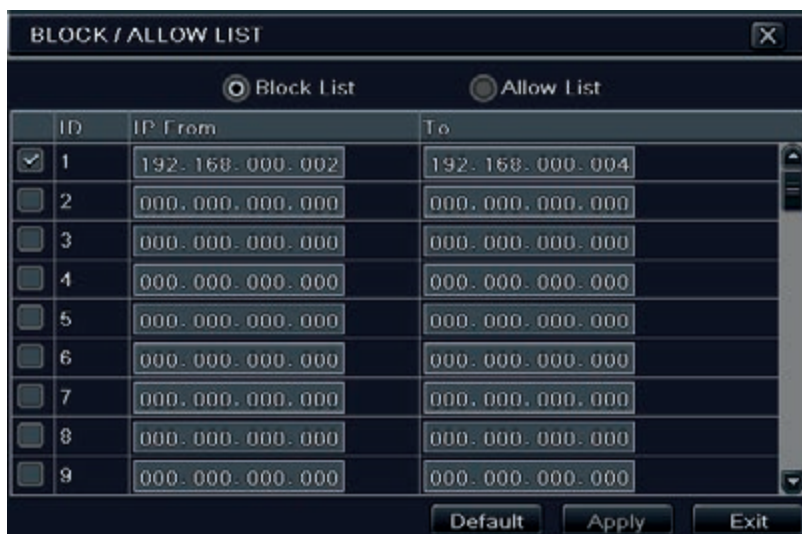 BLOCK / ALLOW LIST
Block List Allow List
ID IP From To
1 192. 168. 000. 002 192. 168. 000. 004
2 000. 000. 000. 000 000. 000. 000. 000
3 000. 000. 000. 000 000. 000. 000. 000
4 000. 000. 000. 000 000. 000. 000. 000
5 000. 000. 000. 000 000. 000. 000. 000
6 000. 000. 000. 000 000. 000. 000. 000
7 000. 000. 000. 000 000. 000. 000. 000
8 000. 000. 000. 000 000. 000. 000. 000
9 000. 000. 000. 000 000. 000. 000. 000
Default Apply Exit